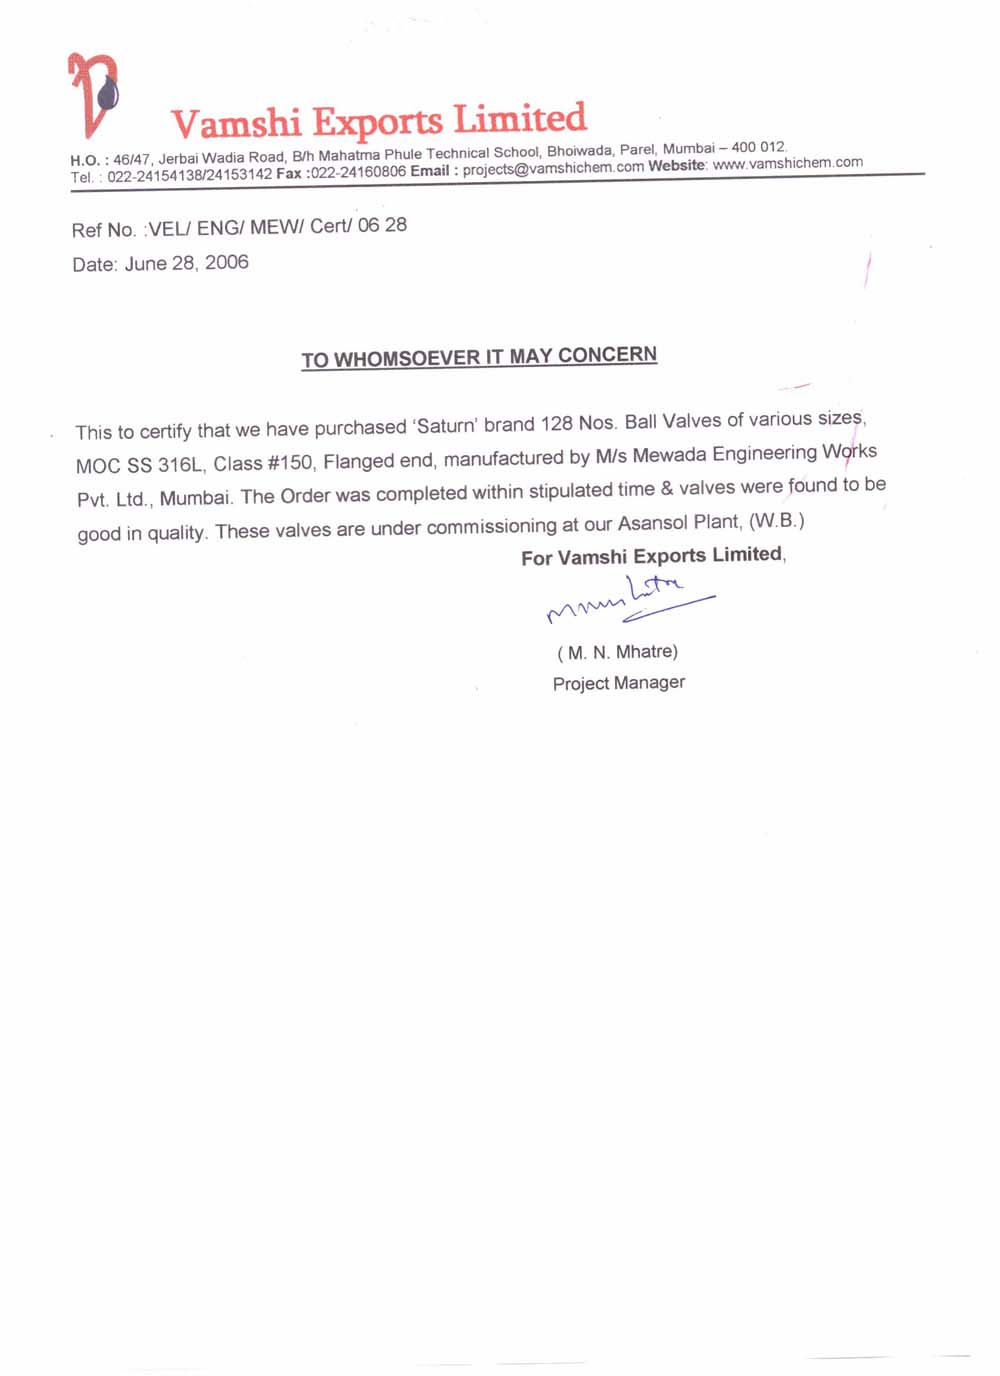 Vamshi Exports Limited
H.O. : 46/47, Jerbai Wadia Road, B/h Mahatma Phule Technical School, Bhoiwada, Parel, Mumbai – 400 012.
Tel. : 022-24154138/24153142 Fax :022-24160806 Email : projects@vamshichem.com Website: www.vamshichem.com
Ref No. :VEL/ ENG/ MEW/ Cert/ 06 28
Date: June 28, 2006
TO WHOMSOEVER IT MAY CONCERN
This to certify that we have purchased 'Saturn' brand 128 Nos. Ball Valves of various sizes,
MOC SS 316L, Class #150, Flanged end, manufactured by M/s Mewada Engineering Works
Pvt. Ltd., Mumbai. The Order was completed within stipulated time & valves were found to be
good in quality. These valves are under commissioning at our Asansol Plant, (W.B.)
For Vamshi Exports Limited,
( M. N. Mhatre)
Project Manager